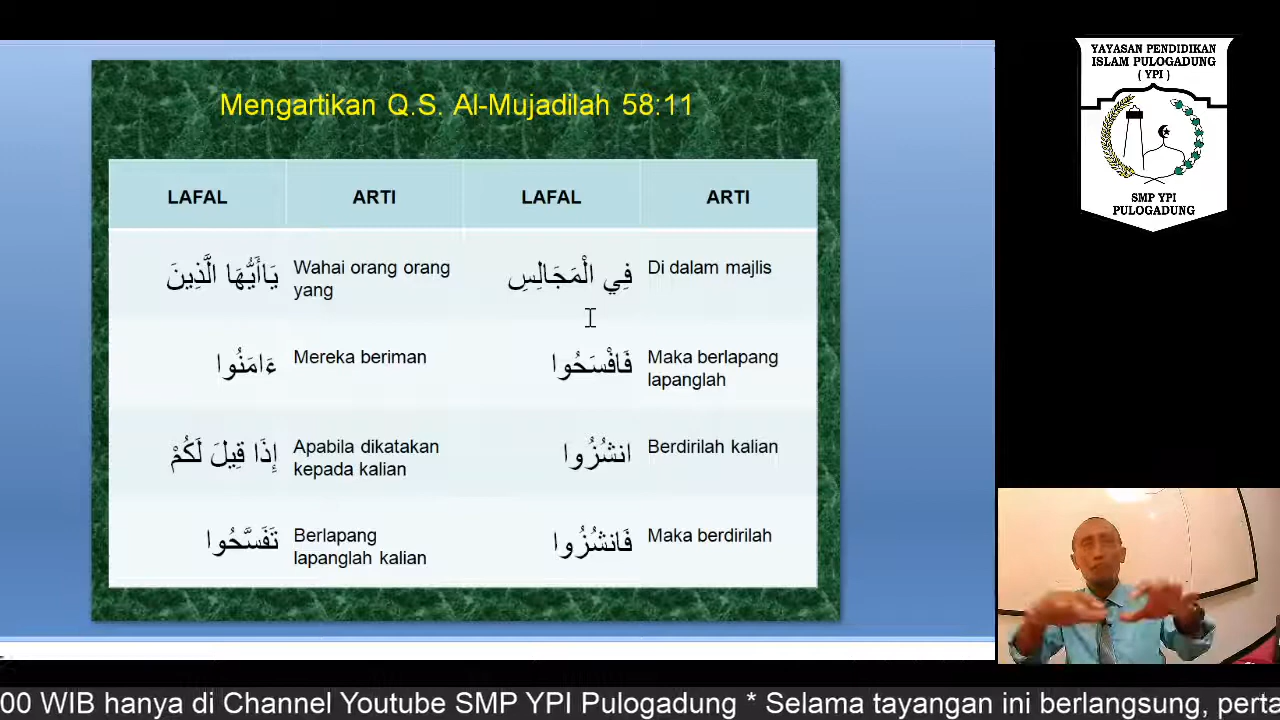 Mengartikan Q.S. Al-Mujadilah 58:11
LAFAL ARTI LAFAL ARTI
يَاأَيُّهَا الَّذِينَ Wahai orang orang yang فِي الْمَجَالِسِ Di dalam majlis
ءَامَنُوا Mereka beriman فَافْسَحُوا Maka berlapang lapanglah
إِذَا قِيلَ لَكُمْ Apabila dikatakan kepada kalian انشُزُوا Berdirilah kalian
تَفَسَّحُوا Berlapang lapanglah kalian فَانشُزُوا Maka berdirilah
YAYASAN PENDIDIKAN
ISLAM PULOGADUNG
( YPI )
SMP YPI
PULOGADUNG
00 WIB hanya di Channel Youtube SMP YPI Pulogadung * Selama tayangan ini berlangsung, perta